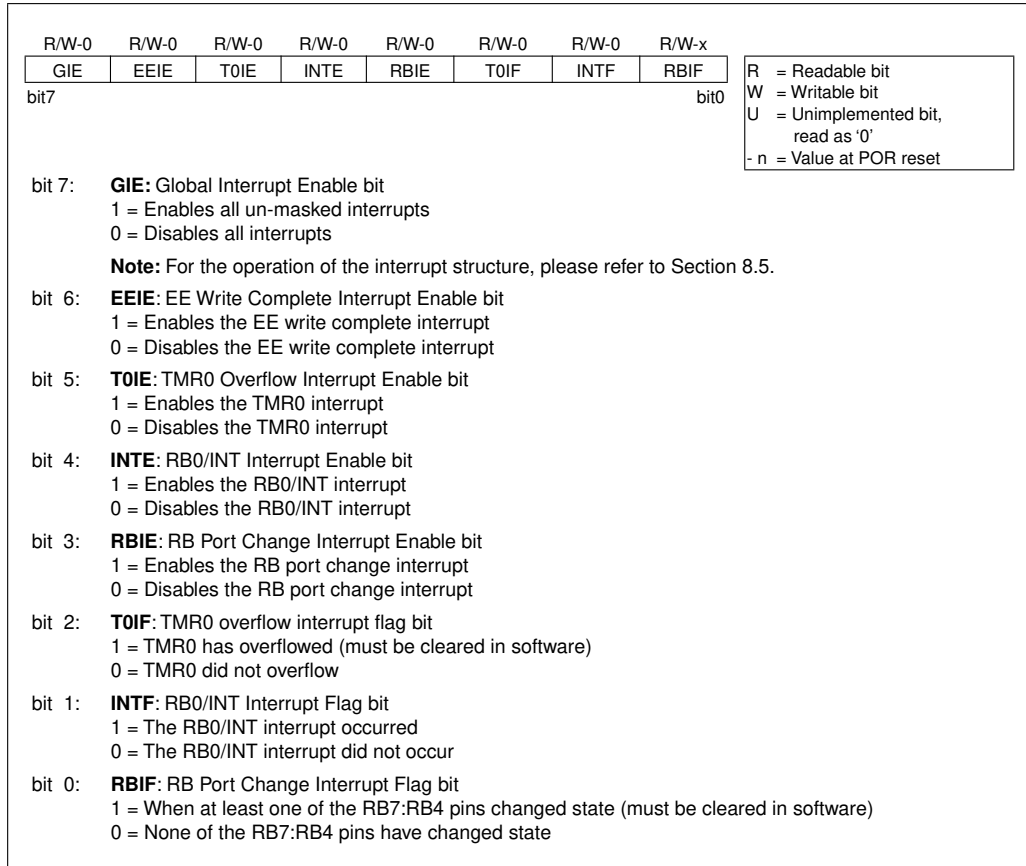 R/W-0 R/W-0 R/W-0 R/W-0 R/W-0 R/W-0 R/W-0 R/W-x
GIE EEIE T0IE INTE RBIE T0IF INTF RBIF
bit7 bit0
R = Readable bit
W = Writable bit
U = Unimplemented bit,
read as ‘0’
- n = Value at POR reset
bit 7: GIE: Global Interrupt Enable bit
1 = Enables all un-masked interrupts
0 = Disables all interrupts
Note: For the operation of the interrupt structure, please refer to Section 8.5.
bit 6: EEIE: EE Write Complete Interrupt Enable bit
1 = Enables the EE write complete interrupt
0 = Disables the EE write complete interrupt
bit 5: T0IE: TMR0 Overflow Interrupt Enable bit
1 = Enables the TMR0 interrupt
0 = Disables the TMR0 interrupt
bit 4: INTE: RB0/INT Interrupt Enable bit
1 = Enables the RB0/INT interrupt
0 = Disables the RB0/INT interrupt
bit 3: RBIE: RB Port Change Interrupt Enable bit
1 = Enables the RB port change interrupt
0 = Disables the RB port change interrupt
bit 2: T0IF: TMR0 overflow interrupt flag bit
1 = TMR0 has overflowed (must be cleared in software)
0 = TMR0 did not overflow
bit 1: INTF: RB0/INT Interrupt Flag bit
1 = The RB0/INT interrupt occurred
0 = The RB0/INT interrupt did not occur
bit 0: RBIF: RB Port Change Interrupt Flag bit
1 = When at least one of the RB7:RB4 pins changed state (must be cleared in software)
0 = None of the RB7:RB4 pins have changed state